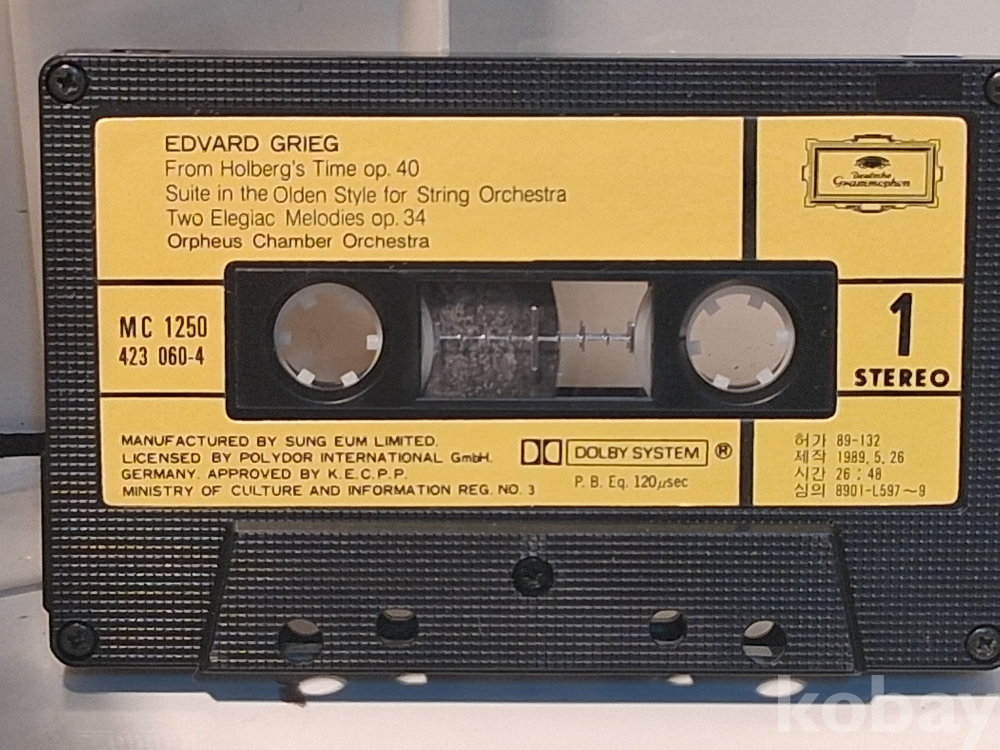 EDVARD GRIEG
From Holberg's Time op. 40
Suite in the Olden Style for String Orchestra
Two Elegiac Melodies op. 34
Orpheus Chamber Orchestra
Deutsche
Grammophon
MC 1250
423 060-4
1
STEREO
MANUFACTURED BY SUNG EUM LIMITED.
LICENSED BY POLYDOR INTERNATIONAL GmbH.
GERMANY. APPROVED BY K.E.C.P.P.
MINISTRY OF CULTURE AND INFORMATION REG. NO. 3
DOLBY SYSTEM ®
P. B. Eq. 120μsec
허가 89-132
제작 1989. 5. 26
시간 26 : 48
심의 8901-L597~9
kobay